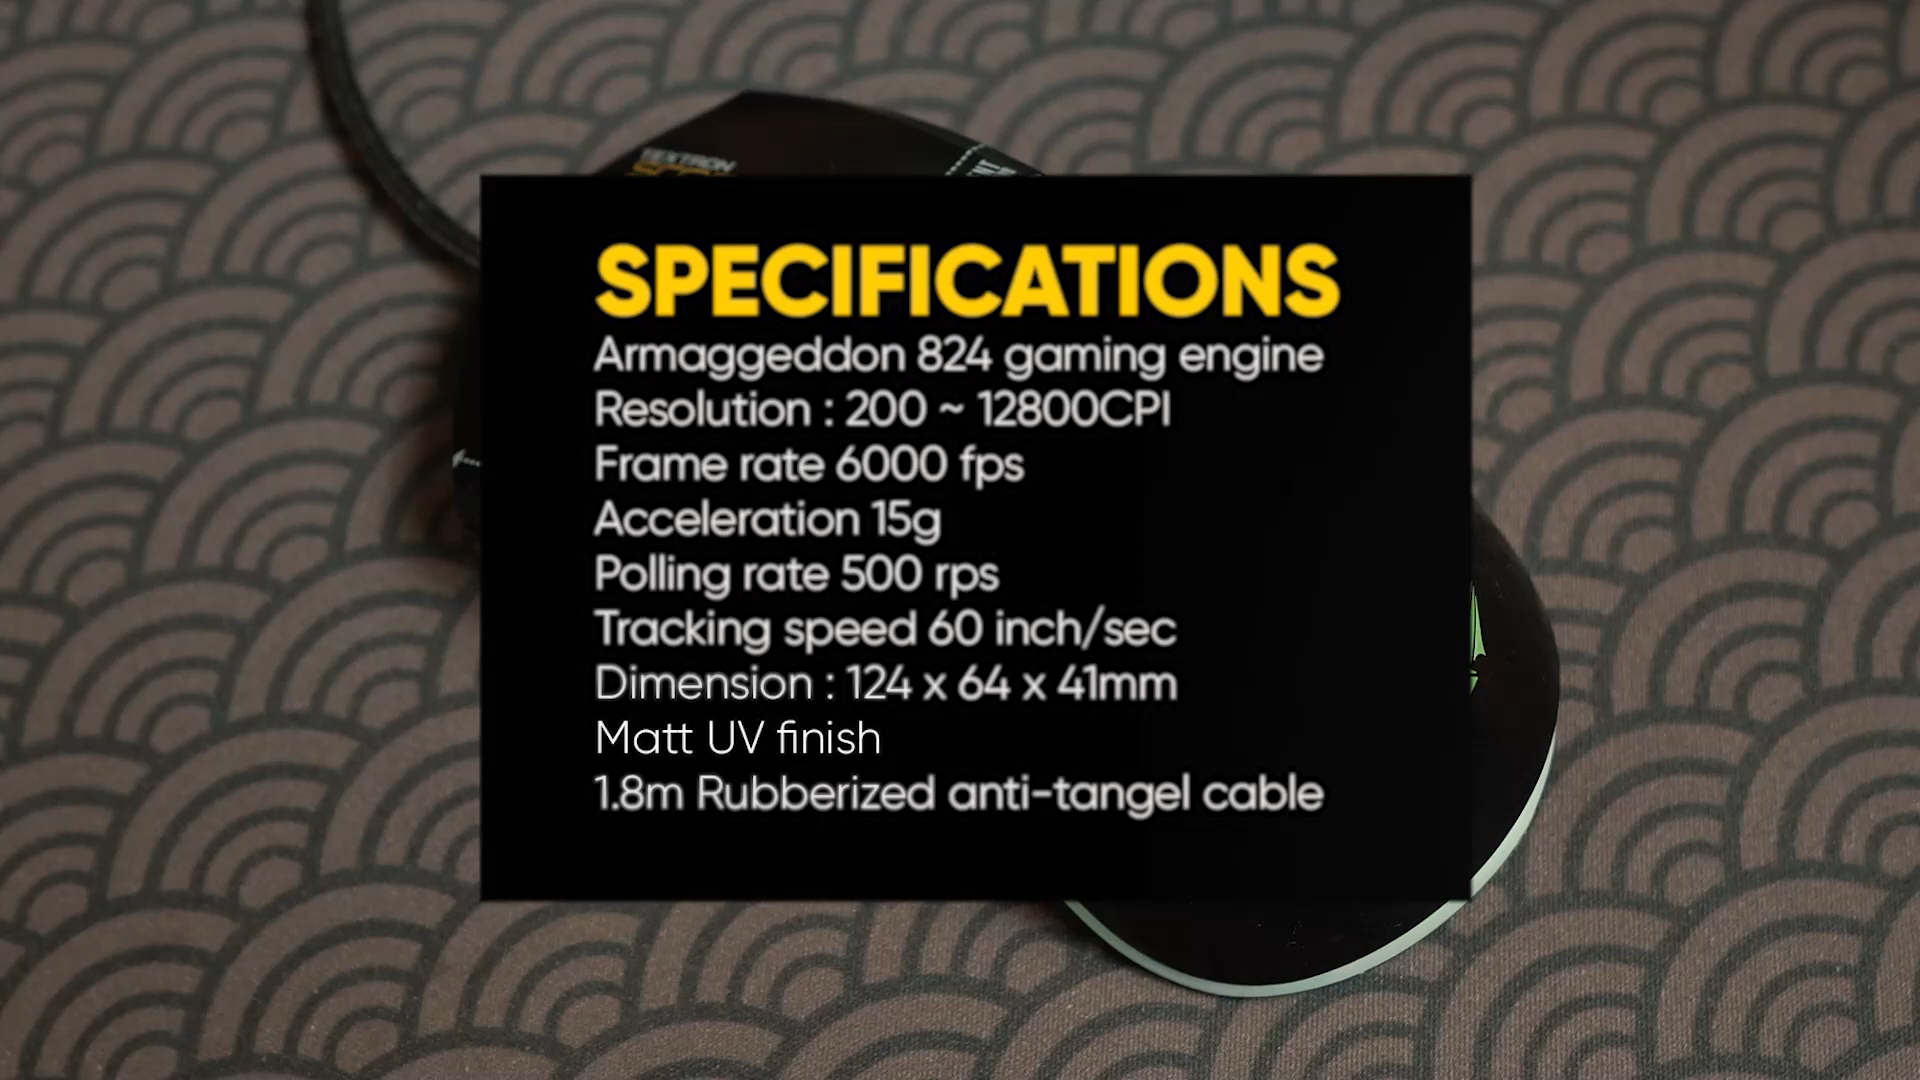 TEXTRON
SPECIFICATIONS
Armaggeddon 824 gaming engine
Resolution : 200 ~ 12800CPI
Frame rate 6000 fps
Acceleration 15g
Polling rate 500 rps
Tracking speed 60 inch/sec
Dimension : 124 x 64 x 41mm
Matt UV finish
1.8m Rubberized anti-tangel cable